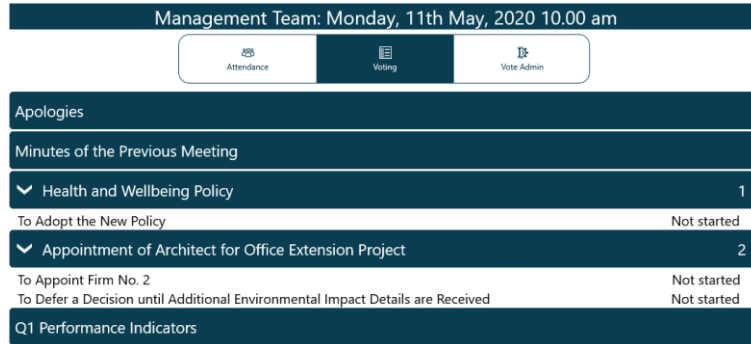 Management Team: Monday, 11th May, 2020 10.00 am
Attendance Voting Vote Admin
Apologies
Minutes of the Previous Meeting
Health and Wellbeing Policy 1
To Adopt the New Policy Not started
Appointment of Architect for Office Extension Project 2
To Appoint Firm No. 2 Not started
To Defer a Decision until Additional Environmental Impact Details are Received Not started
Q1 Performance Indicators